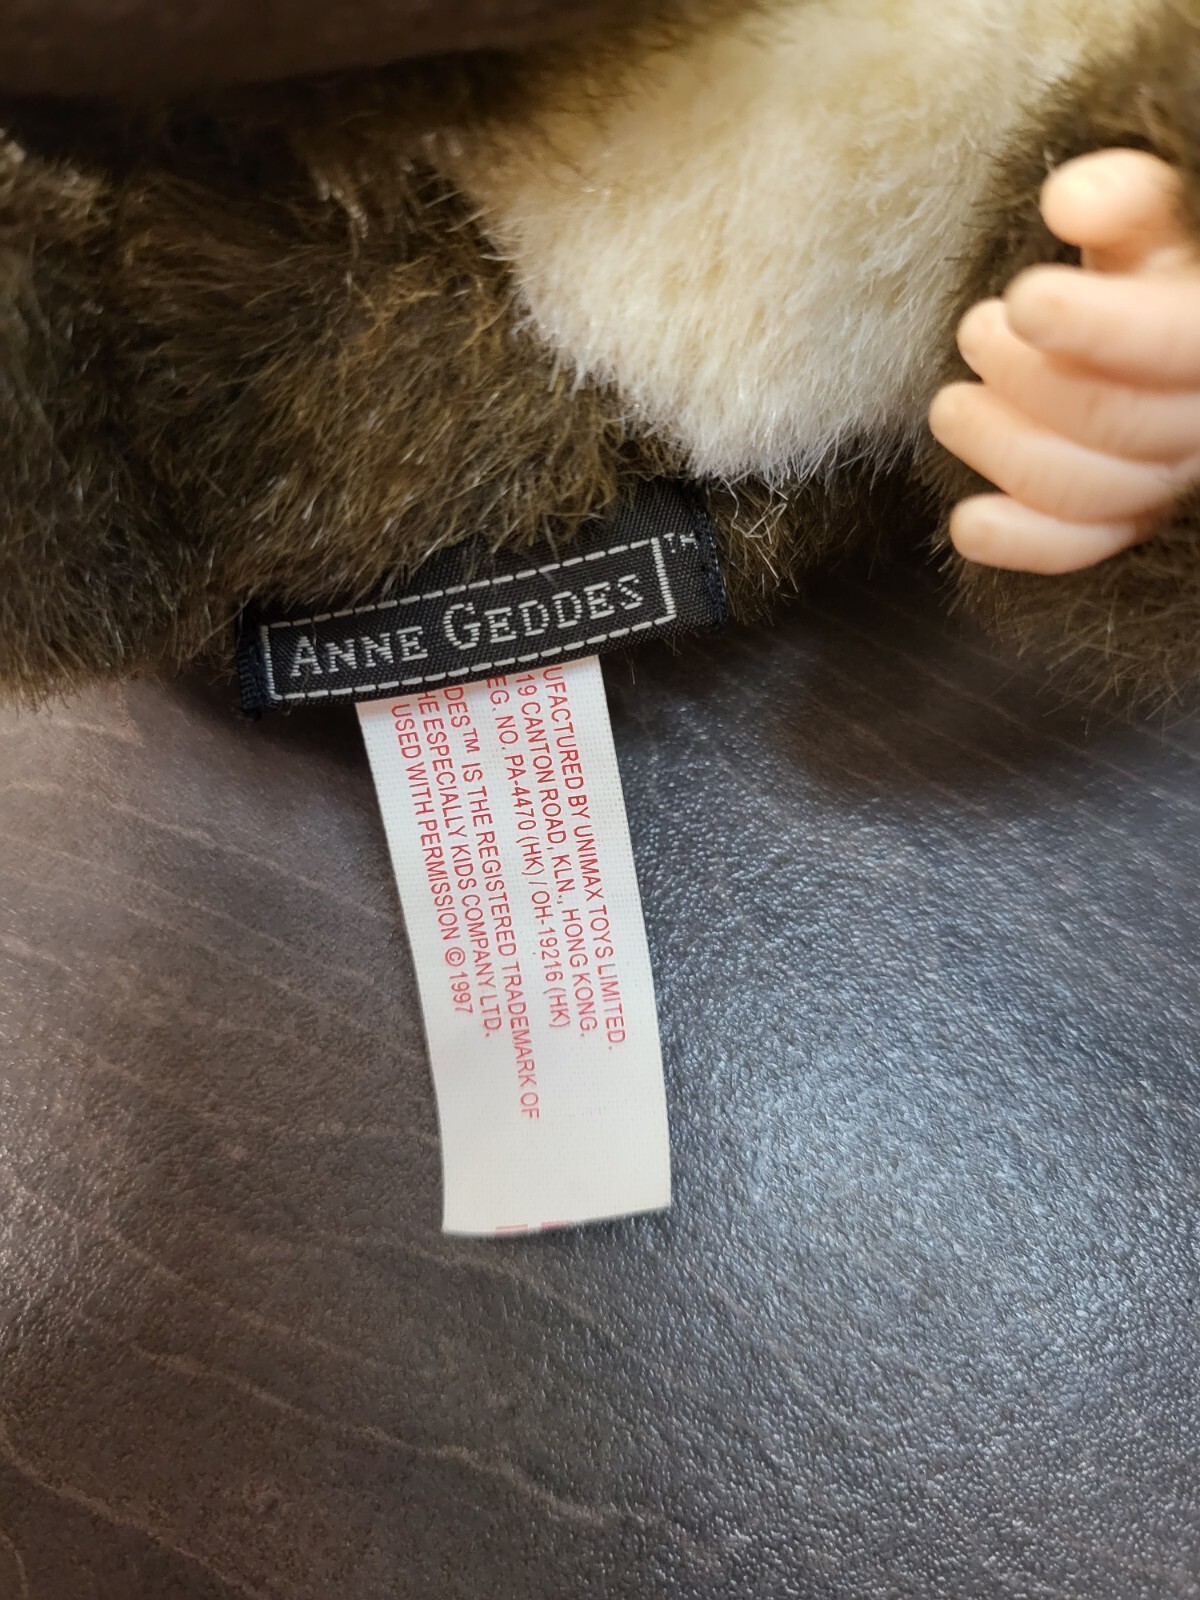 ANNE GEDDES™
UFACTURED BY UNIMAX TOYS LIMITED.
19 CANTON ROAD, KLN., HONG KONG.
EG. NO. PA-4470 (HK) / OH-19216 (HK)
DES™ IS THE REGISTERED TRADEMARK OF
HE ESPECIALLY KIDS COMPANY LTD.
USED WITH PERMISSION © 1997